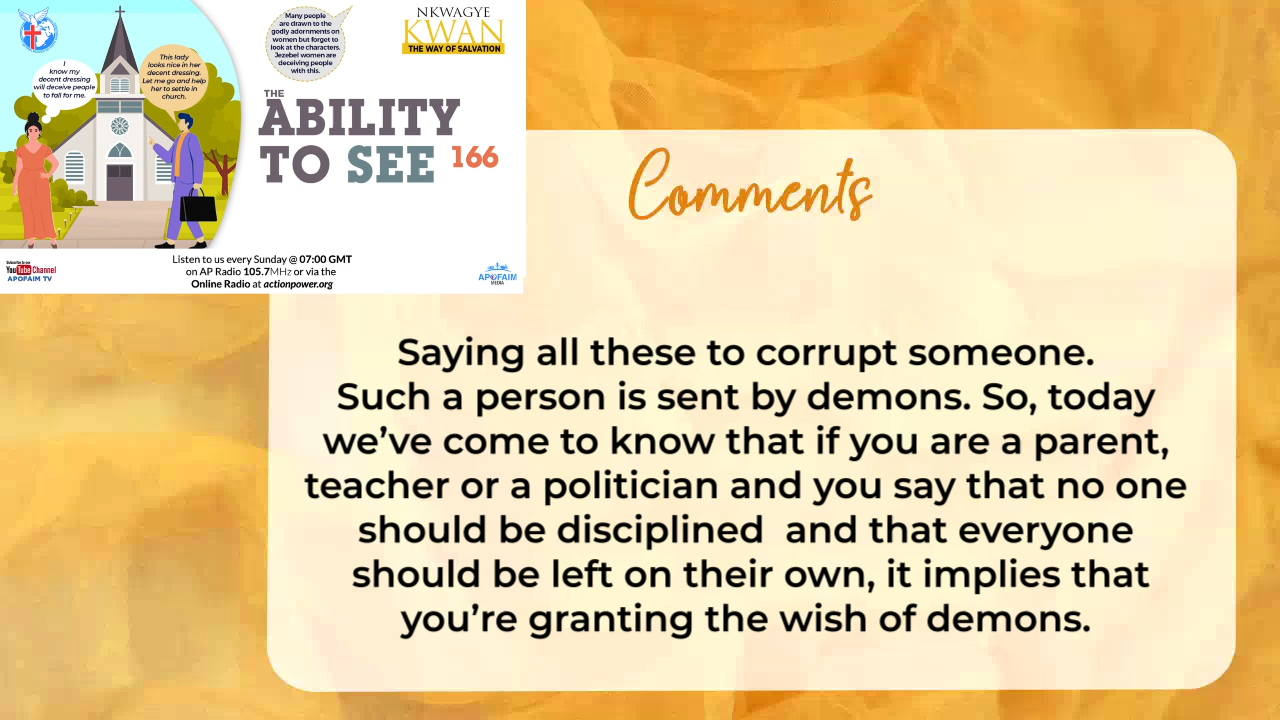 I
know my
decent dressing
will deceive people
to fall for me.
This lady
looks nice in her
decent dressing.
Let me go and help
her to settle in
church.
Many people
are drawn to the
godly adornments on
women but forget to
look at the characters.
Jezebel women are
deceiving people
with this.
NKWAGYE
KWAN
THE WAY OF SALVATION
THE
ABILITY
TO SEE 166
Subscribe to our
YouTube Channel
APOFAIM TV
Listen to us every Sunday @ 07:00 GMT
on AP Radio 105.7MHz or via the
Online Radio at actionpower.org
APOFAIM
MEDIA
Comments
Saying all these to corrupt someone.
Such a person is sent by demons. So, today
we’ve come to know that if you are a parent,
teacher or a politician and you say that no one
should be disciplined  and that everyone
should be left on their own, it implies that
you’re granting the wish of demons.